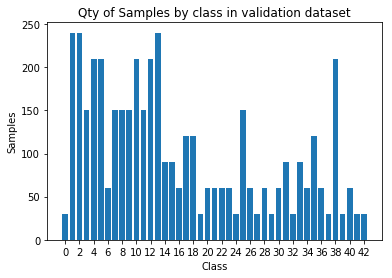 Qty of Samples by class in validation dataset
250
200
150
100
50
0
Samples
0 2 4 6 8 10 12 14 16 18 20 22 24 26 28 30 32 34 36 38 40 42
Class